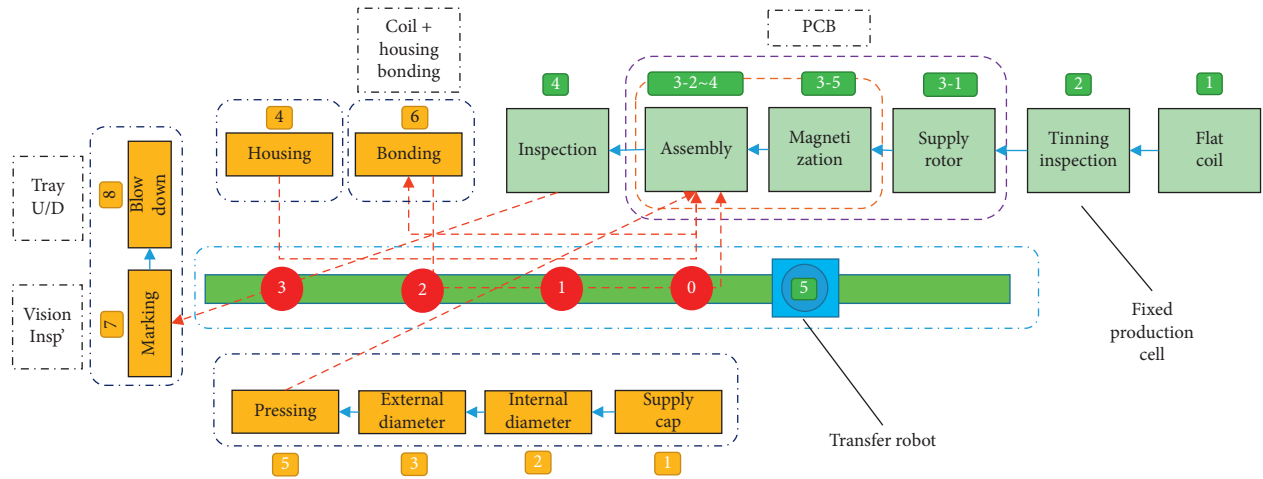 Coil +
housing
bonding
PCB
4
6
4
3-2~4
3-5
3-1
2
1
Housing
Bonding
Inspection
Assembly
Magneti
zation
Supply
rotor
Tinning
inspection
Flat
coil
Tray
U/D
8
Blow
down
Vision
Insp'
7
Marking
3
2
1
0
5
Fixed
production
cell
Pressing
External
diameter
Internal
diameter
Supply
cap
5
3
2
1
Transfer robot